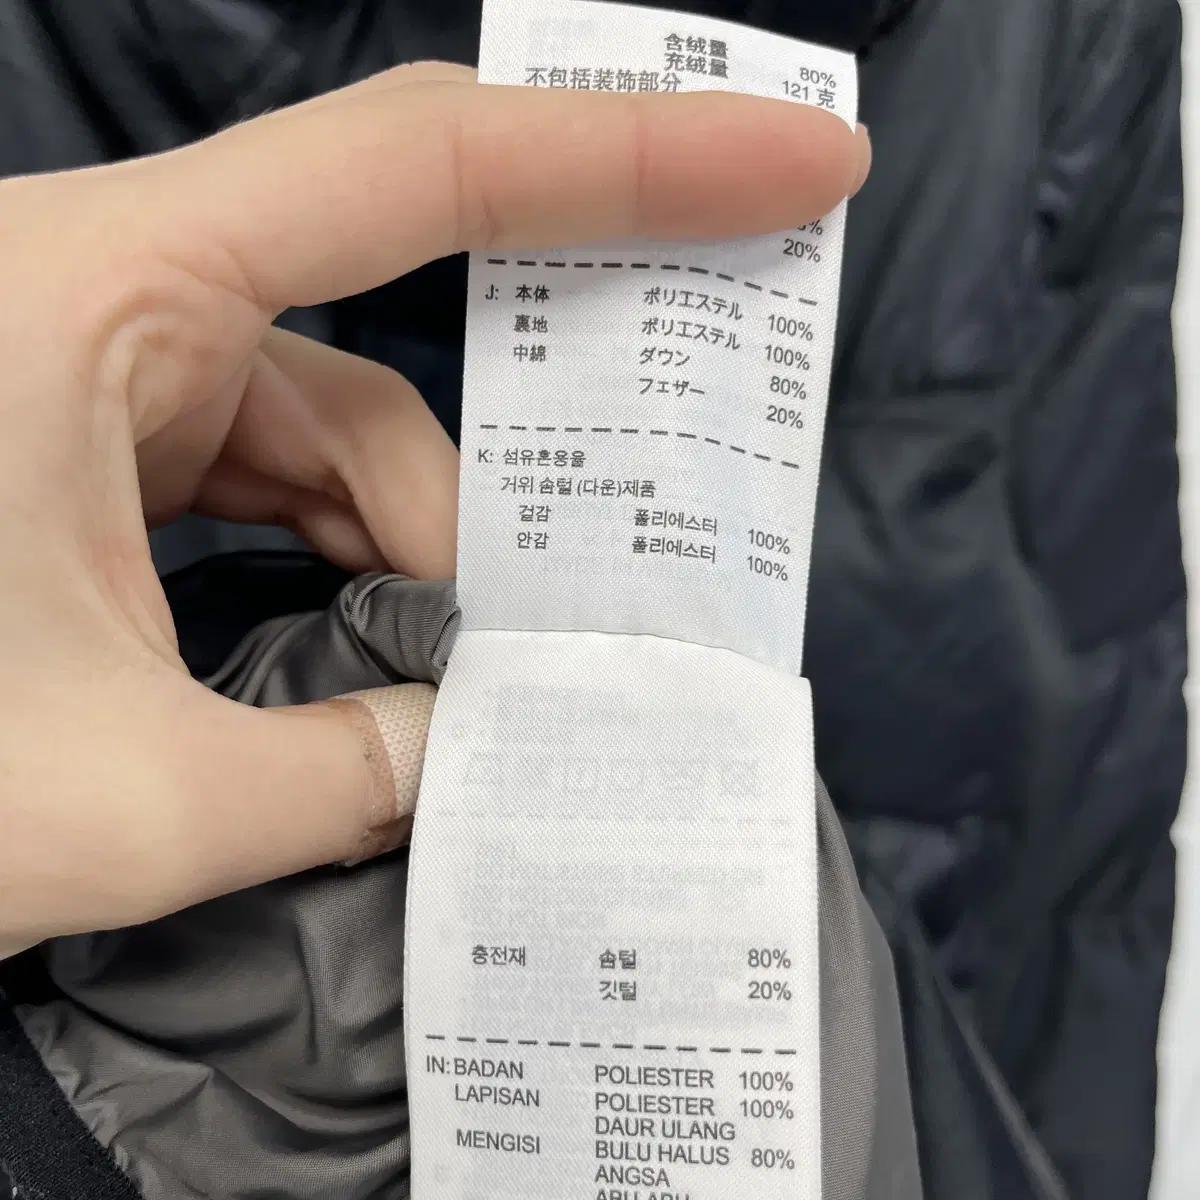 含绒量 80%
充绒量 121 克
不包括装饰部分
20%
J: 本体 ポリエステル 100%
裏地 ポリエステル 100%
中綿 ダウン 80%
フェザー 20%
K: 섬유혼용율
거위 솜털 (다운)제품
겉감 폴리에스터 100%
안감 폴리에스터 100%
충전재 솜털 80%
깃털 20%
IN: BADAN POLIESTER 100%
LAPISAN POLIESTER 100%
DAUR ULANG
MENGISI BULU HALUS 80%
ANGSA